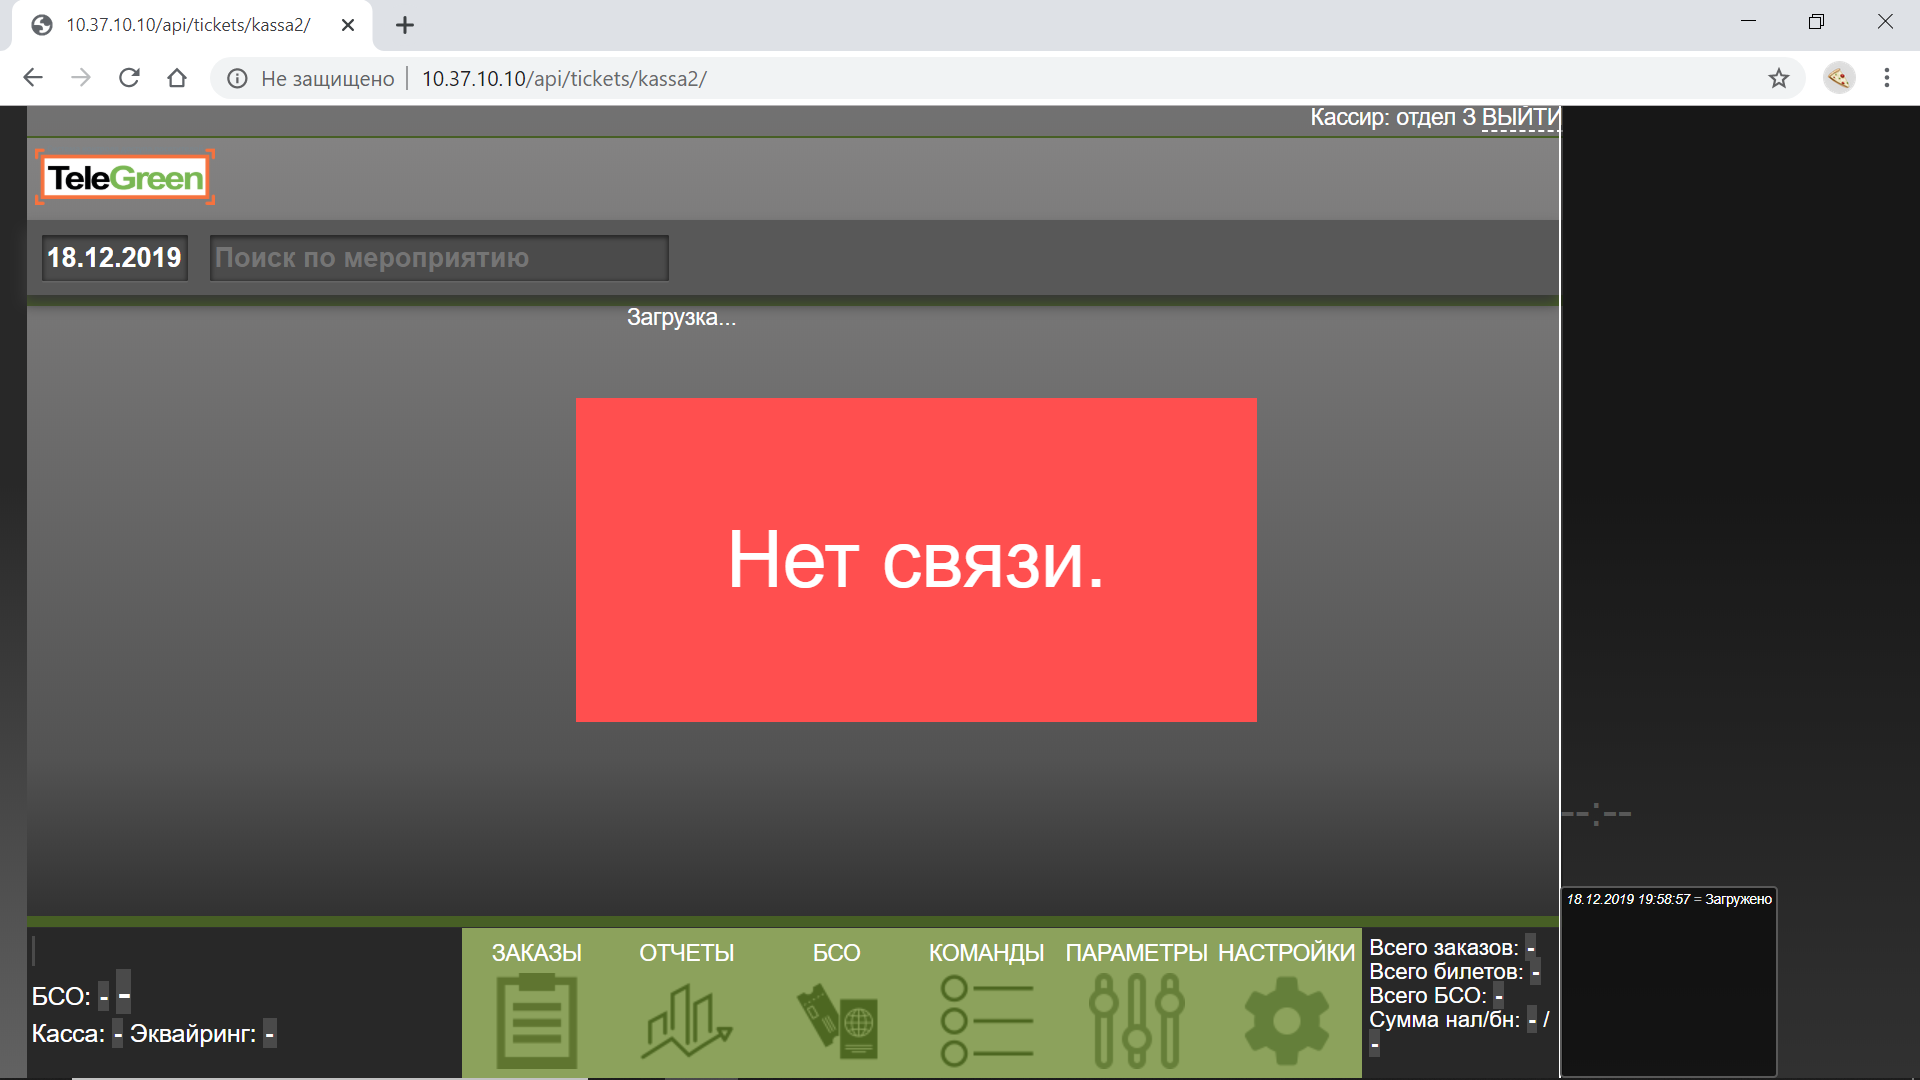 10.37.10.10/api/tickets/kassa2/
Не защищено
10.37.10.10/api/tickets/kassa2/
Кассир: отдел 3 ВЫЙТИ
TeleGreen
18.12.2019
Поиск по мероприятию
Загрузка...
Нет связи.
--:--
18.12.2019 19:58:57 = Загружено
БСО: - -
Касса: - Эквайринг: -
ЗАКАЗЫ
ОТЧЕТЫ
БСО
КОМАНДЫ
ПАРАМЕТРЫ
НАСТРОЙКИ
Всего заказов: -
Всего билетов: -
Всего БСО: -
Сумма нал/бн: - /
-